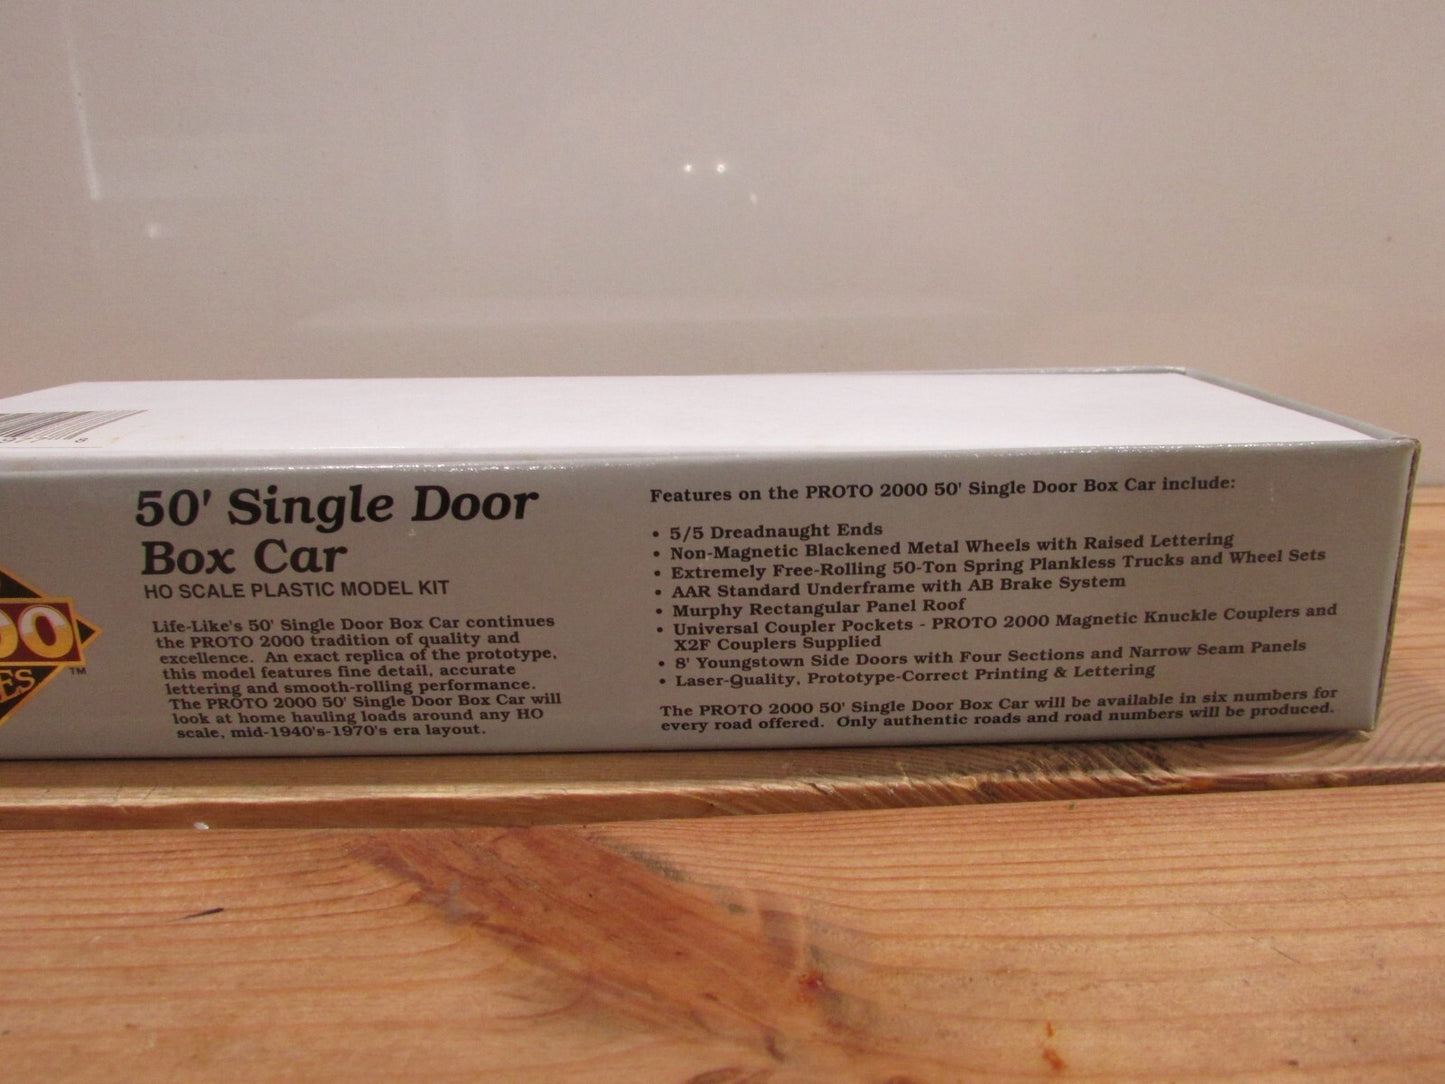 8
50' Single Door
Box Car
HO SCALE PLASTIC MODEL KIT
Life-Like's 50' Single Door Box Car continues
the PROTO 2000 tradition of quality and
excellence. An exact replica of the prototype,
this model features fine detail, accurate
lettering and smooth-rolling performance.
The PROTO 2000 50' Single Door Box Car will
look at home hauling loads around any HO
scale, mid-1940's-1970's era layout.
TM
Features on the PROTO 2000 50' Single Door Box Car include:
• 5/5 Dreadnaught Ends
• Non-Magnetic Blackened Metal Wheels with Raised Lettering
• Extremely Free-Rolling 50-Ton Spring Plankless Trucks and Wheel Sets
• AAR Standard Underframe with AB Brake System
• Murphy Rectangular Panel Roof
• Universal Coupler Pockets - PROTO 2000 Magnetic Knuckle Couplers and
X2F Couplers Supplied
• 8' Youngstown Side Doors with Four Sections and Narrow Seam Panels
• Laser-Quality, Prototype-Correct Printing & Lettering
The PROTO 2000 50' Single Door Box Car will be available in six numbers for
every road offered. Only authentic roads and road numbers will be produced.